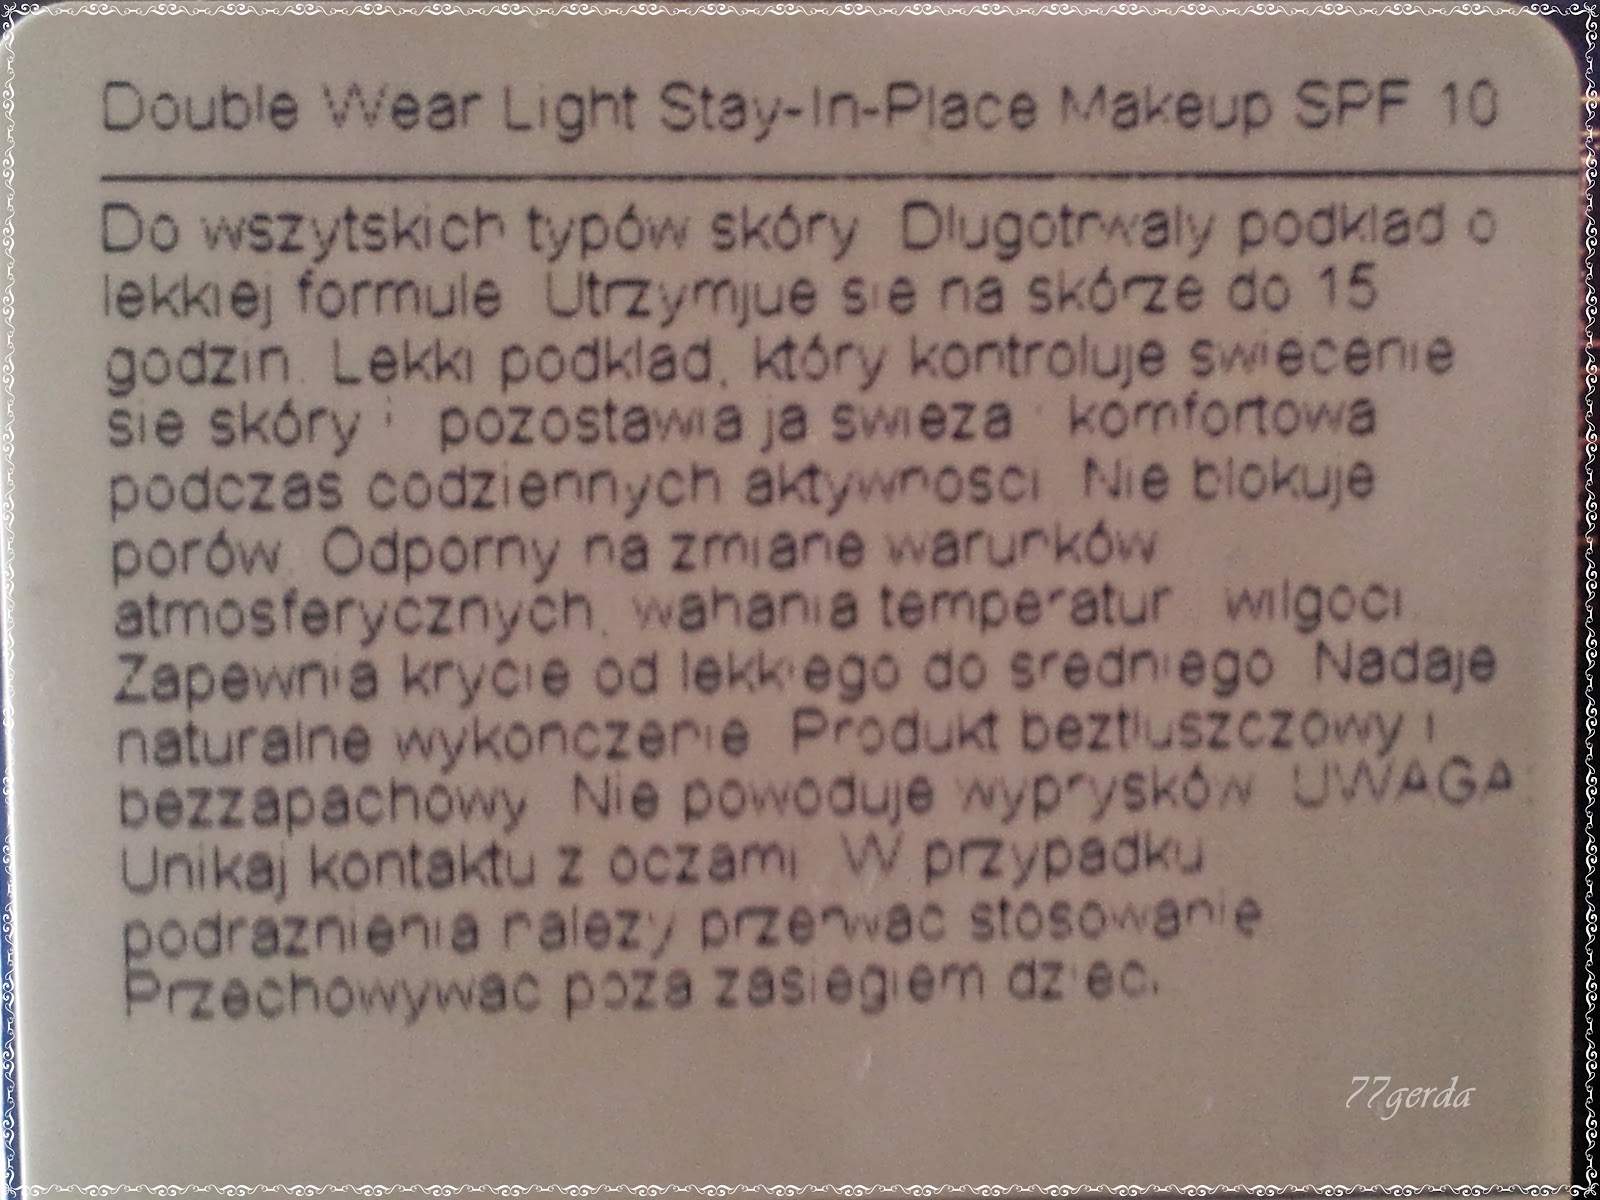 Double Wear Light Stay-In-Place Makeup SPF 10
Do wszytskich typów skóry. Dlugotrwaly podklad o
lekkiej formule. Utrzymjue sie na skórze do 15
godzin. Lekki podklad, który kontroluje swiecenie
sie skóry i pozostawia ja swieza i komfortowa
podczas codziennych aktywnosci. Nie blokuje
porów. Odporny na zmiane warunków
atmosferycznych, wahania temperatur i wilgoci.
Zapewnia krycie od lekkiego do sredniego. Nadaje
naturalne wykonczenie. Produkt beztluszczowy i
bezzapachowy. Nie powoduje wyprysków. UWAGA:
Unikaj kontaktu z oczami. W przypadku
podraznienia nalezy przerwac stosowanie.
Przechowywac poza zasiegiem dzieci.
77gerda